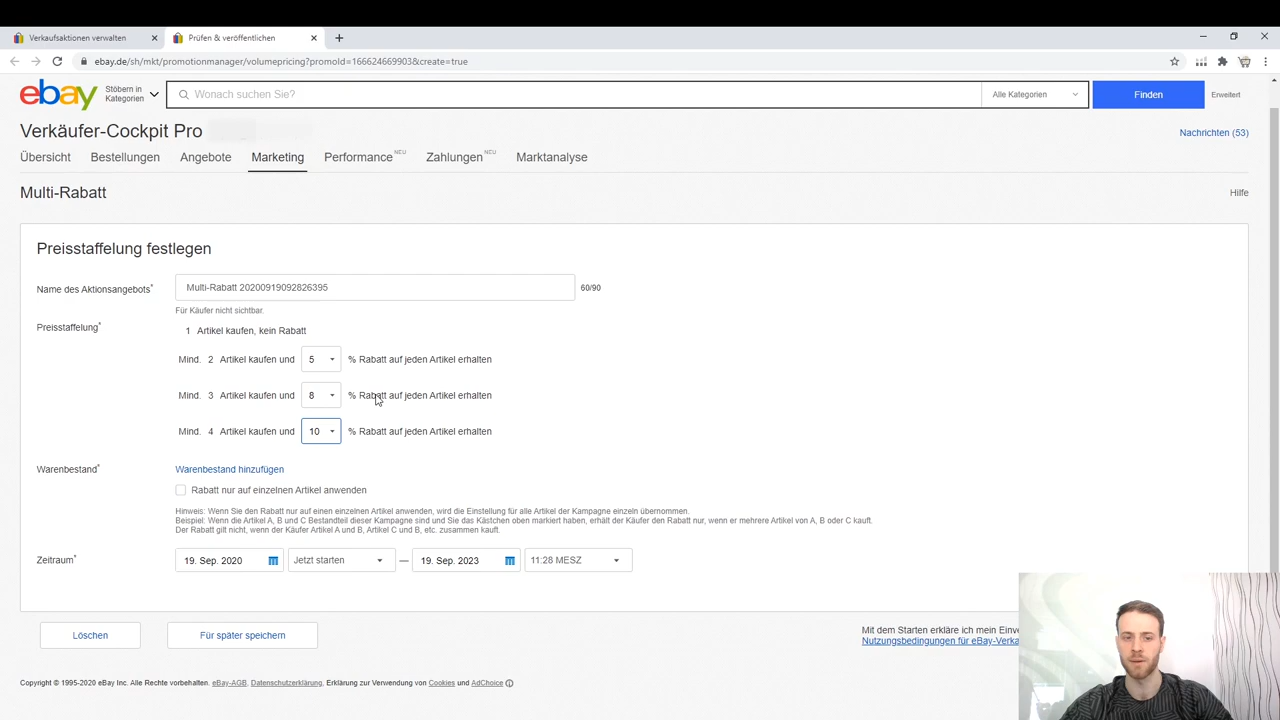 Verkaufsaktionen verwalten
Prüfen & veröffentlichen
ebay.de/sh/mkt/promotionmanager/volumepricing?promoId=166624669903&create=true
ebay
Stöbern in
Kategorien
Wonach suchen Sie?
Alle Kategorien
Finden
Erweitert
Verkäufer-Cockpit Pro
Nachrichten (53)
Übersicht Bestellungen Angebote Marketing Performance NEU Zahlungen NEU Marktanalyse
Multi-Rabatt
Hilfe
Preisstaffelung festlegen
Name des Aktionsangebots* Multi-Rabatt 20200919092826395 60/90
Für Käufer nicht sichtbar.
Preisstaffelung* 1 Artikel kaufen, kein Rabatt
Mind. 2 Artikel kaufen und 5 % Rabatt auf jeden Artikel erhalten
Mind. 3 Artikel kaufen und 8 % Rabatt auf jeden Artikel erhalten
Mind. 4 Artikel kaufen und 10 % Rabatt auf jeden Artikel erhalten
Warenbestand* Warenbestand hinzufügen
Rabatt nur auf einzelnen Artikel anwenden
Hinweis: Wenn Sie den Rabatt nur auf einen einzelnen Artikel anwenden, wird die Einstellung für alle Artikel der Kampagne einzeln übernommen.
Beispiel: Wenn die Artikel A, B und C Bestandteil dieser Kampagne sind und Sie das Kästchen oben markiert haben, erhält der Käufer den Rabatt nur, wenn er mehrere Artikel von A, B oder C kauft.
Der Rabatt gilt nicht, wenn der Käufer Artikel A und B, Artikel C und B, etc. zusammen kauft.
Zeitraum* 19. Sep. 2020 Jetzt starten — 19. Sep. 2023 11:28 MESZ
Löschen
Für später speichern
Mit dem Starten erkläre ich mein Einve
Nutzungsbedingungen für eBay-Verka
Copyright © 1995-2020 eBay Inc. Alle Rechte vorbehalten. eBay-AGB, Datenschutzerklärung, Erklärung zur Verwendung von Cookies und AdChoice